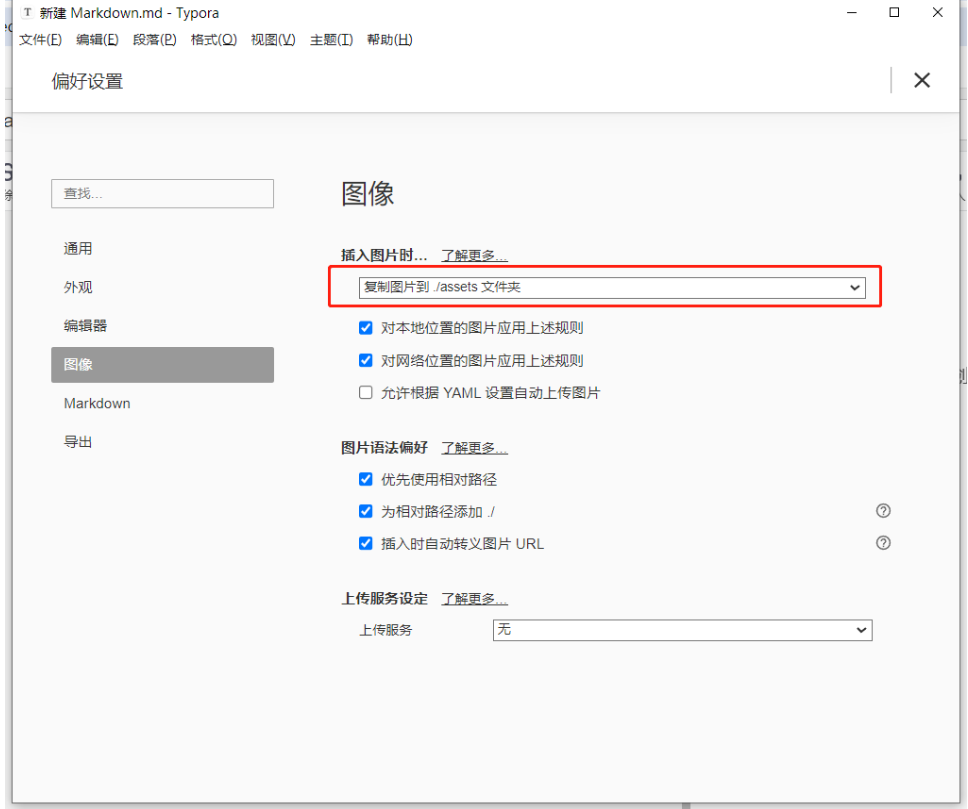 T 新建 Markdown.md - Typora
文件(F) 编辑(E) 段落(P) 格式(O) 视图(V) 主题(T) 帮助(H)
偏好设置
查找...
通用
外观
编辑器
图像
Markdown
导出
图像
插入图片时... 了解更多...
复制图片到 ./assets 文件夹
对本地位置的图片应用上述规则
对网络位置的图片应用上述规则
允许根据 YAML 设置自动上传图片
图片语法偏好 了解更多...
优先使用相对路径
为相对路径添加 ./
插入时自动转义图片 URL
上传服务设定 了解更多...
上传服务 无